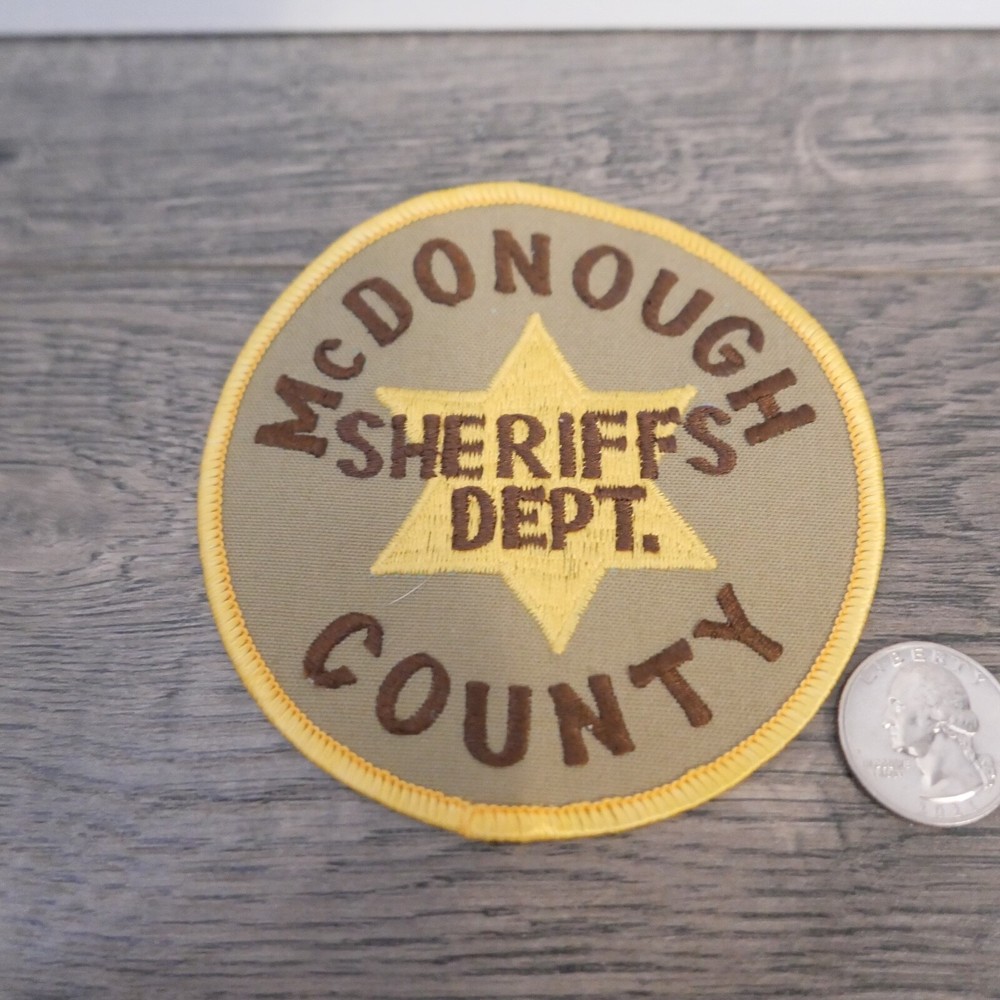 McDONOUGH
SHERIFFS
DEPT.
COUNTY
LIBERTY